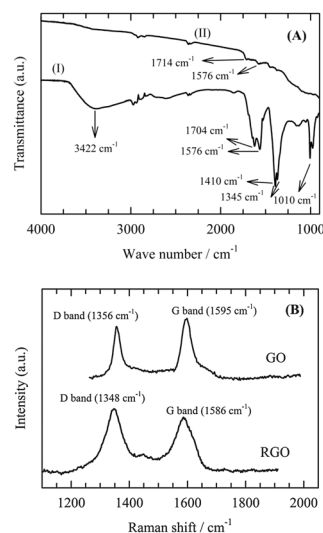 (A)
(II)
1714 cm⁻¹
1576 cm⁻¹
(I)
3422 cm⁻¹
1704 cm⁻¹
1576 cm⁻¹
1410 cm⁻¹
1345 cm⁻¹
1010 cm⁻¹
Transmittance (a.u.)
4000 3000 2000 1000
Wave number / cm⁻¹
(B)
D band (1356 cm⁻¹)
G band (1595 cm⁻¹)
GO
D band (1348 cm⁻¹)
G band (1586 cm⁻¹)
RGO
Intensity (a.u.)
1200 1400 1600 1800 2000
Raman shift / cm⁻¹